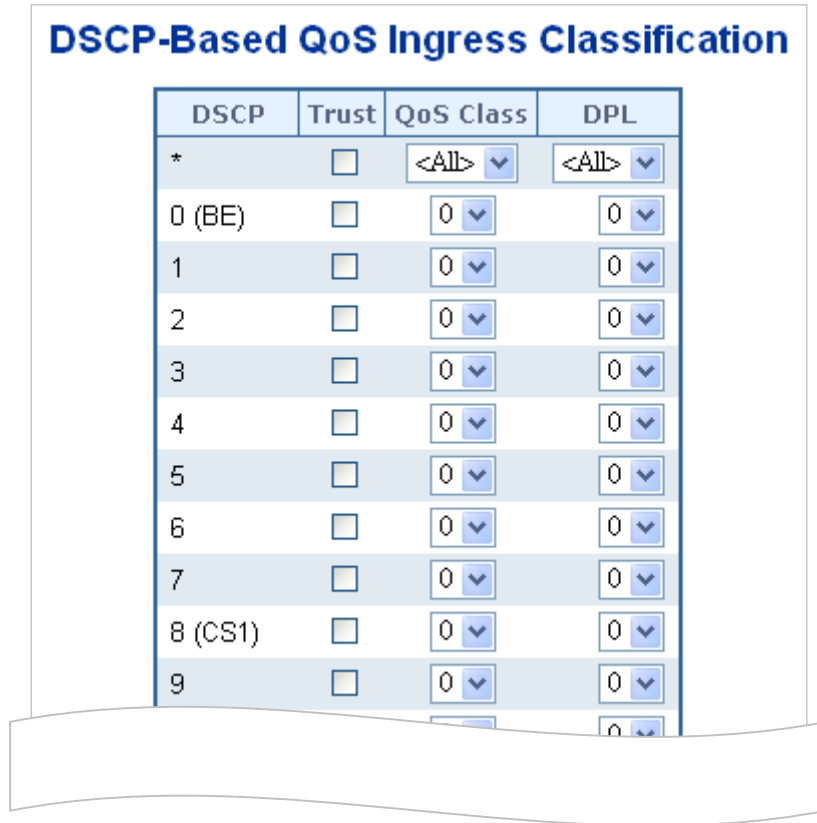 DSCP-Based QoS Ingress Classification
DSCP Trust QoS Class DPL
* <All> <All>
0 (BE) 0 0
1 0 0
2 0 0
3 0 0
4 0 0
5 0 0
6 0 0
7 0 0
8 (CS1) 0 0
9 0 0